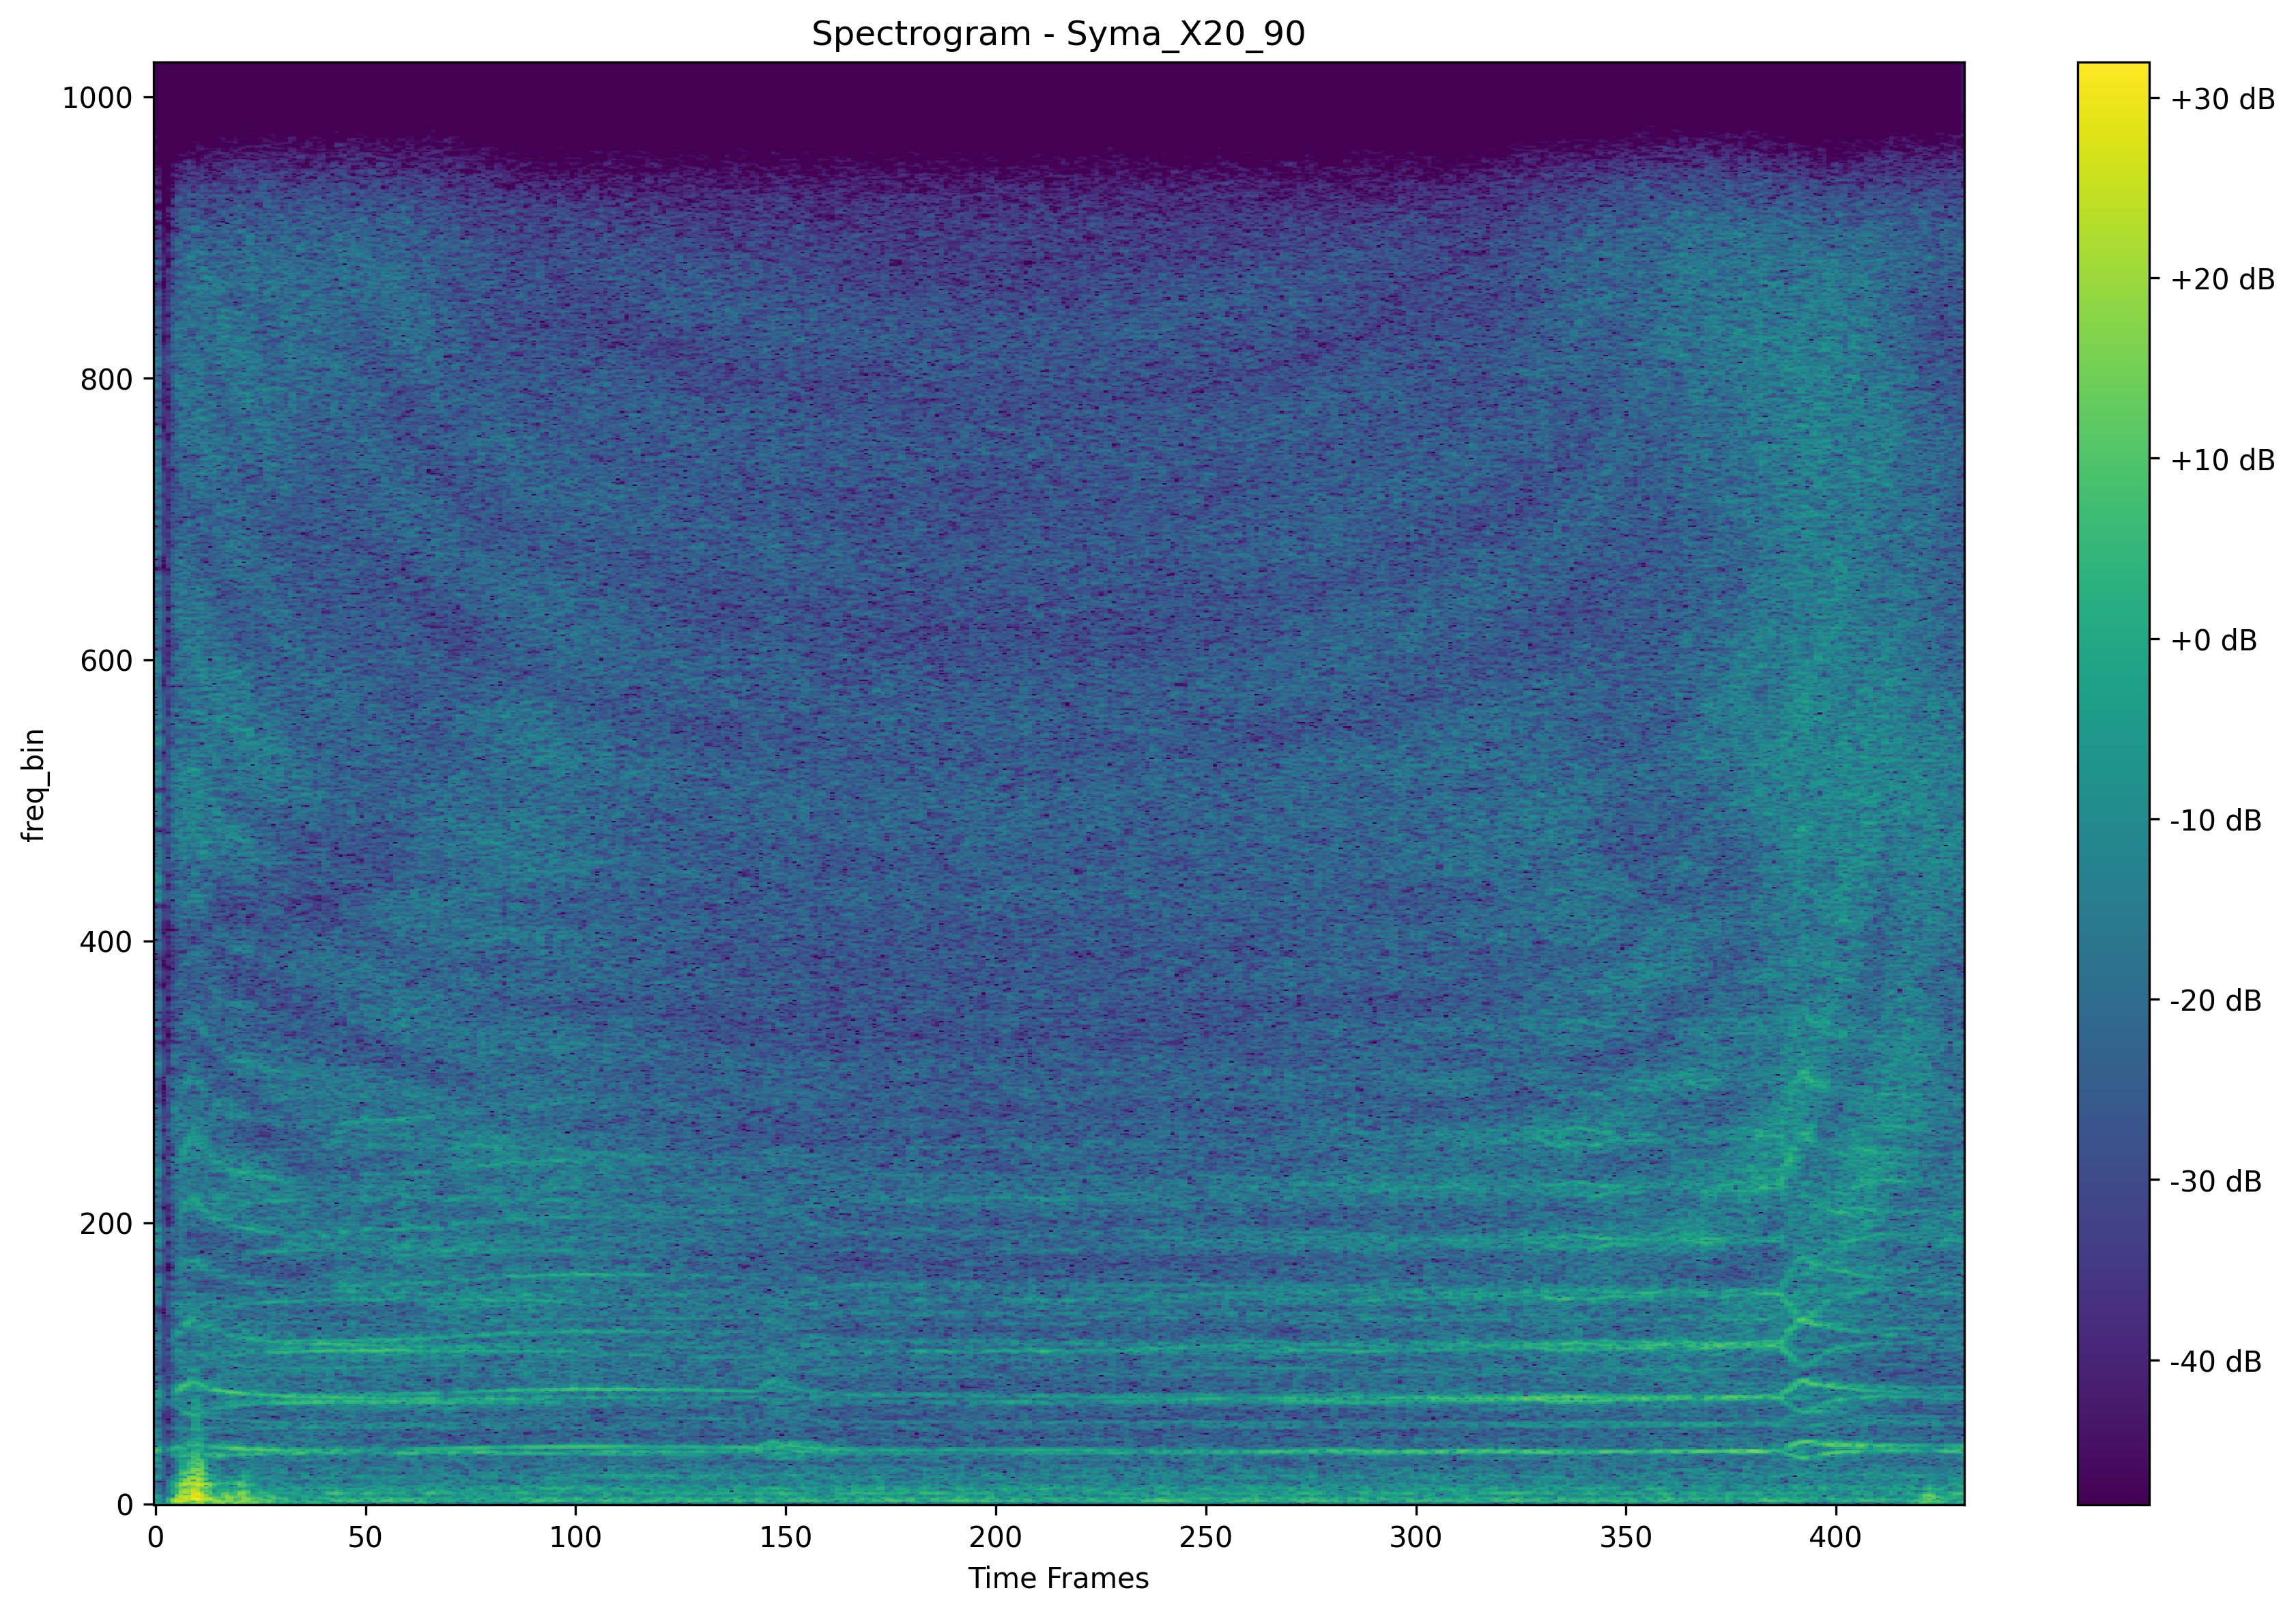 Spectrogram - Syma_X20_90
1000
800
600
400
200
0
freq_bin
0 50 100 150 200 250 300 350 400
Time Frames
+30 dB
+20 dB
+10 dB
+0 dB
-10 dB
-20 dB
-30 dB
-40 dB